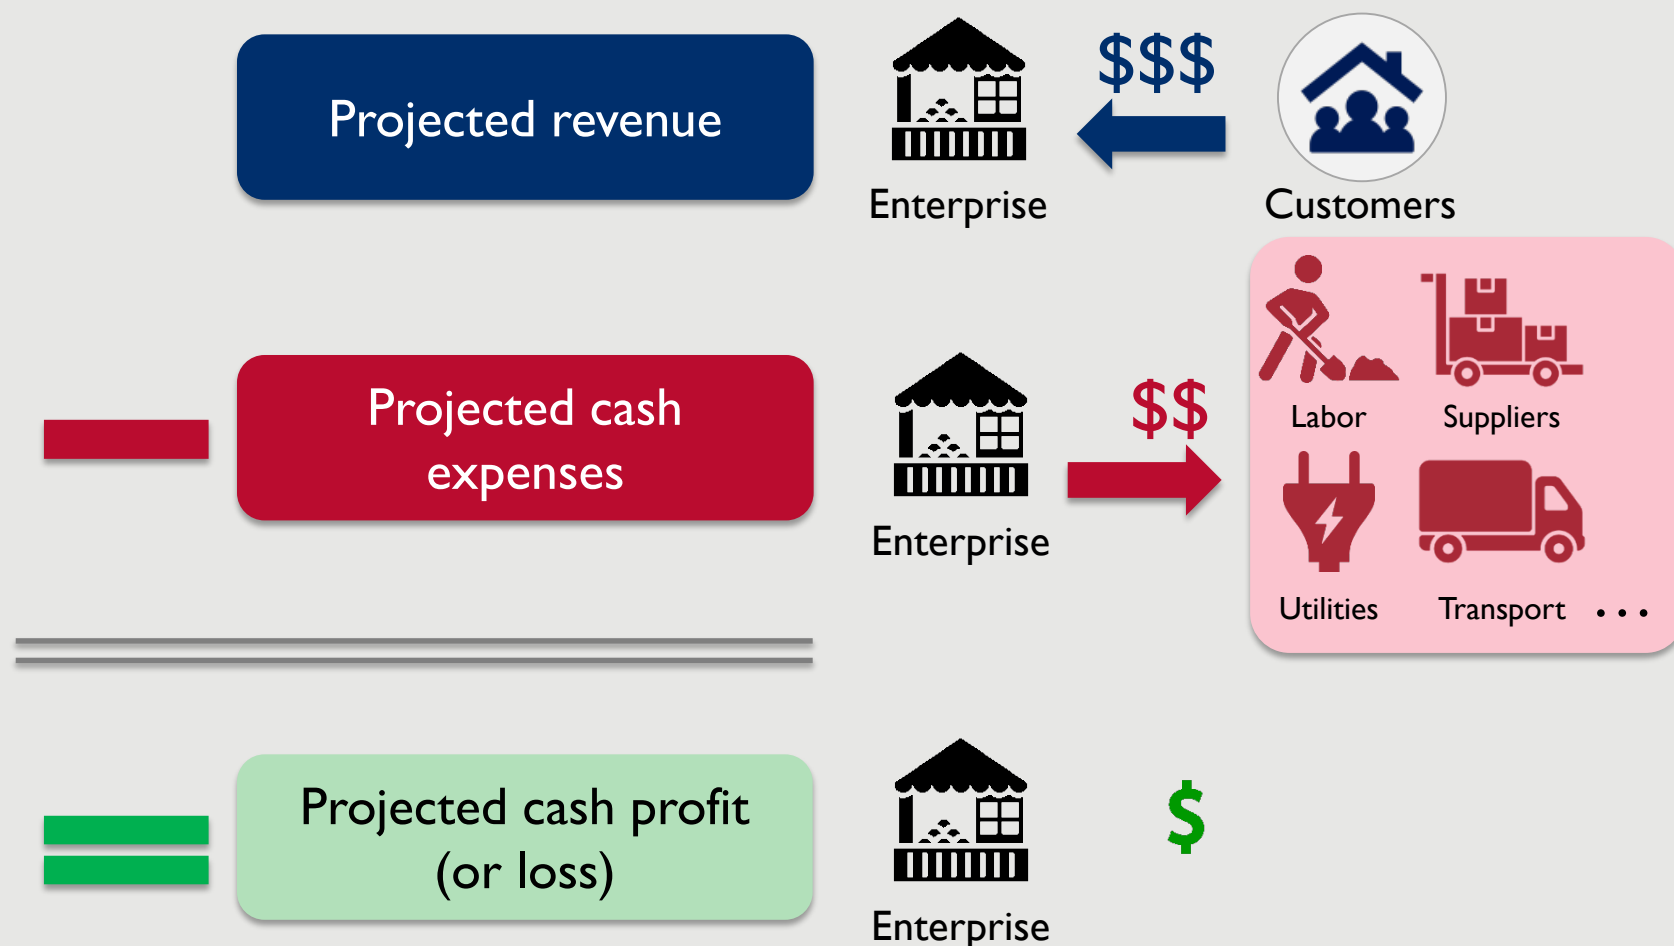 Projected revenue
$$$
Enterprise
Customers
Projected cash
expenses
$$
Enterprise
Labor
Suppliers
Utilities
Transport ...
Projected cash profit
(or loss)
$
Enterprise